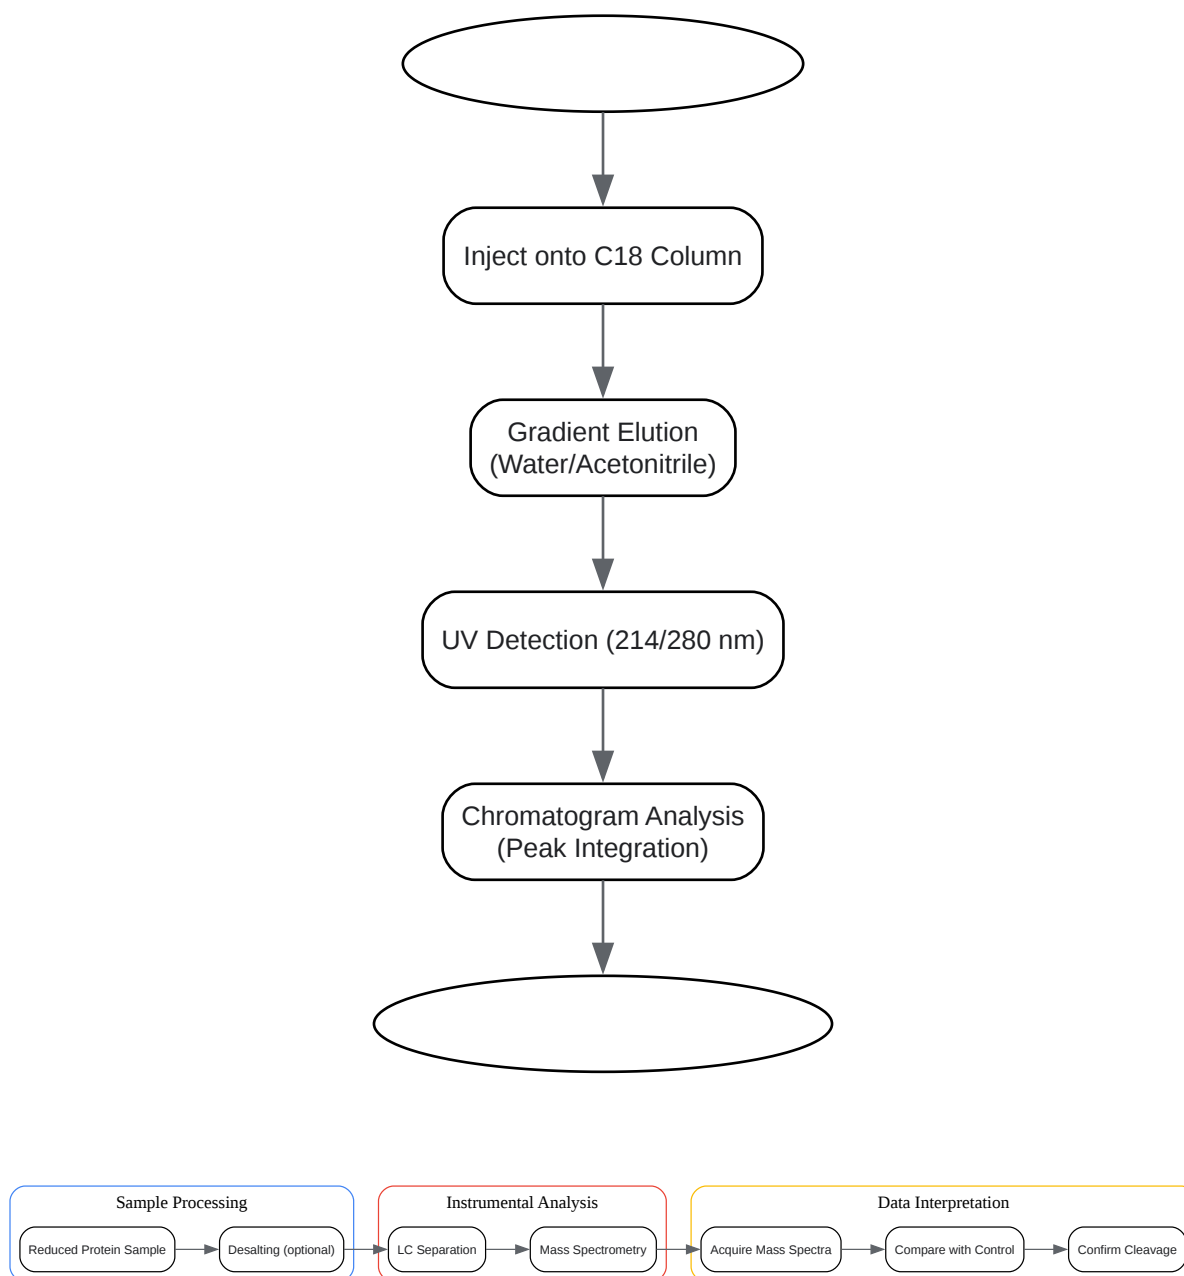 Inject onto C18 Column
Gradient Elution
(Water/Acetonitrile)
UV Detection (214/280 nm)
Chromatogram Analysis
(Peak Integration)
Sample Processing
Reduced Protein Sample
Desalting (optional)
Instrumental Analysis
LC Separation
Mass Spectrometry
Data Interpretation
Acquire Mass Spectra
Compare with Control
Confirm Cleavage